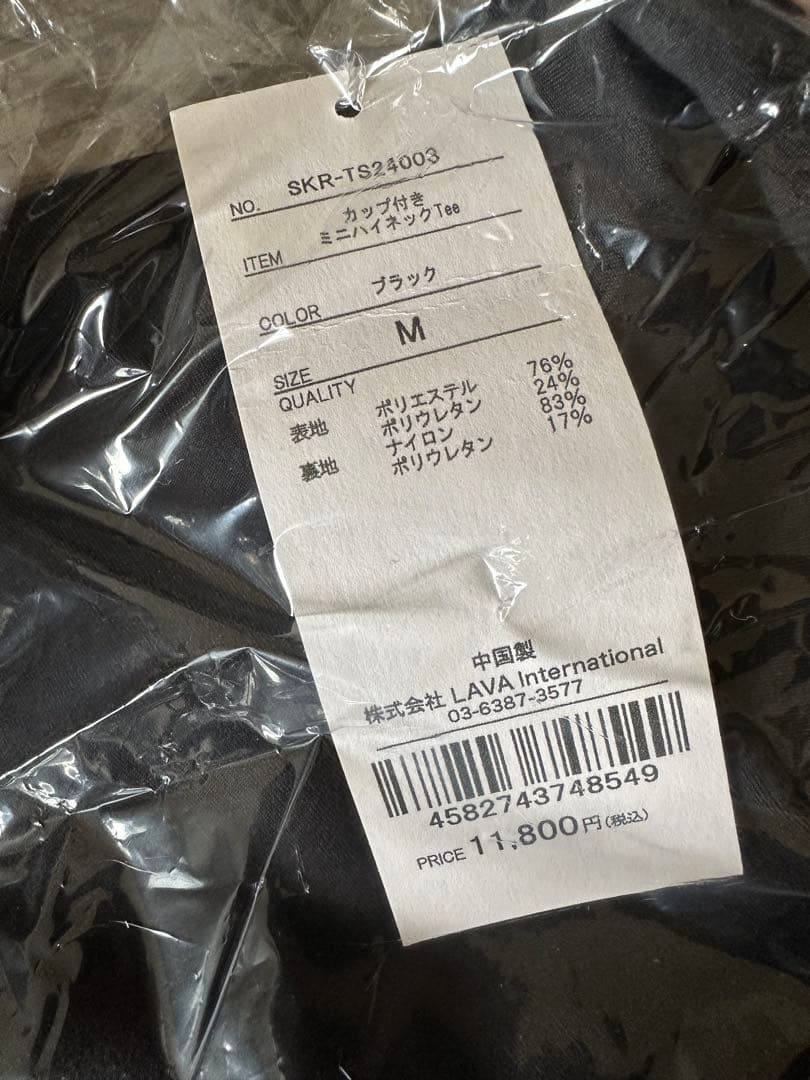 NO. SKR-TS24003
カップ付き
ITEM ミニハイネックTee
COLOR ブラック
SIZE M
QUALITY
表地 ポリエステル 76%
ポリウレタン 24%
裏地 ナイロン 83%
ポリウレタン 17%
中国製
株式会社 LAVA International
03-6387-3577
4582743748549
PRICE 11,800円(税込)